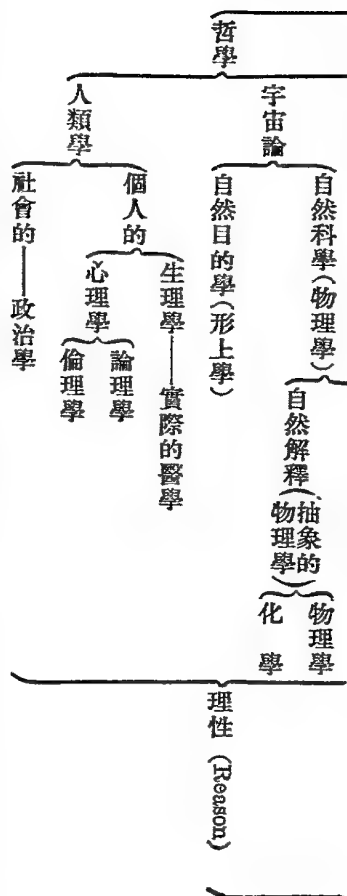 哲學
宇宙論
自然科學(物理學)
自然解釋(抽象的物理學)
物理學
化學
自然目的學(形上學)
人類學
個人的
生理學——實際的醫學
心理學
論理學
倫理學
社會的——政治學
理性 (Reason)